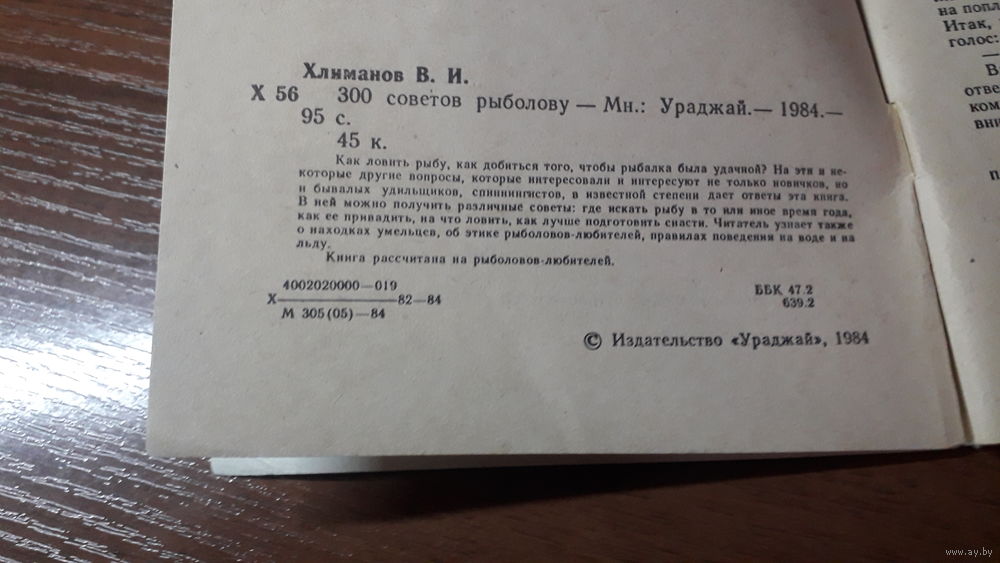 Хлиманов В. И.
Х 56 300 советов рыболову — Мн.: Ураджай.— 1984.—
95 с.
45 к.
Как ловить рыбу, как добиться того, чтобы рыбалка была удачной? На эти и не-
которые другие вопросы, которые интересовали и интересуют не только новичков, но
и бывалых удильщиков, спиннингистов, в известной степени дает ответы эта книга.
В ней можно получить различные советы: где искать рыбу в то или иное время года,
как ее привадить, на что ловить, как лучше подготовить снасти. Читатель узнает также
о находках умельцев, об этике рыболовов-любителей, правилах поведения на воде и на
льду.
Книга рассчитана на рыболовов-любителей.
4002020000—019
Х————82—84
М 305(05)—84
ББК 47.2
639.2
© Издательство «Ураджай», 1984
на попл
Итак,
голос:
—
В
отве
ком
вни
п
www.ay.by